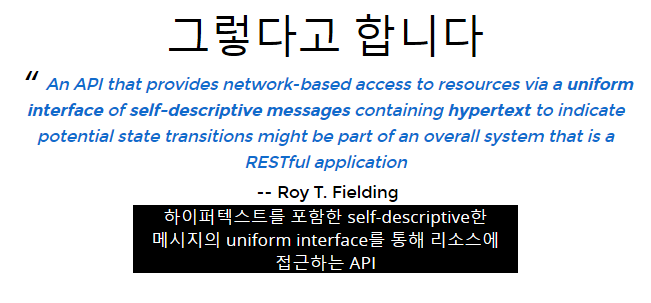 그렇다고 합니다
“ An API that provides network-based access to resources via a uniform
interface of self-descriptive messages containing hypertext to indicate
potential state transitions might be part of an overall system that is a
RESTful application
-- Roy T. Fielding
하이퍼텍스트를 포함한 self-descriptive한
메시지의 uniform interface를 통해 리소스에
접근하는 API